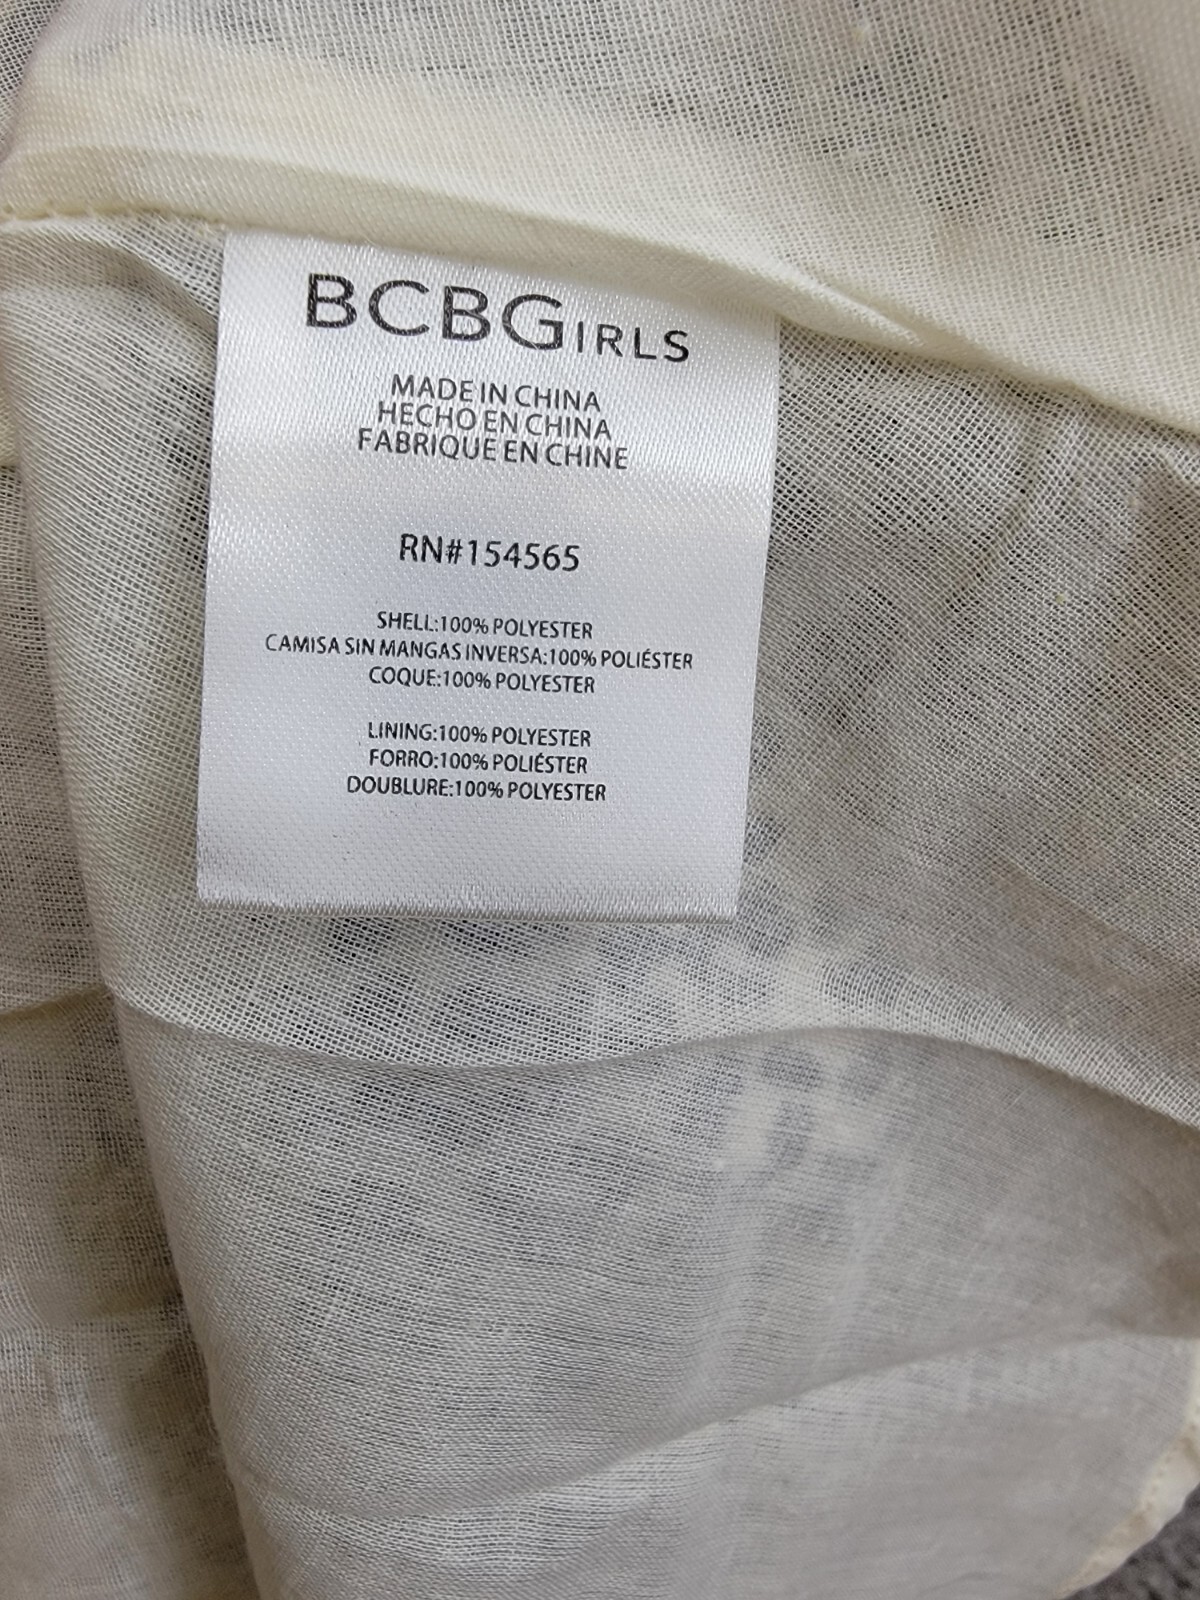 BCBGIRLS
MADE IN CHINA
HECHO EN CHINA
FABRIQUE EN CHINE
RN#154565
SHELL:100% POLYESTER
CAMISA SIN MANGAS INVERSA:100% POLIÉSTER
COQUE:100% POLYESTER
LINING:100% POLYESTER
FORRO:100% POLIÉSTER
DOUBLURE:100% POLYESTER